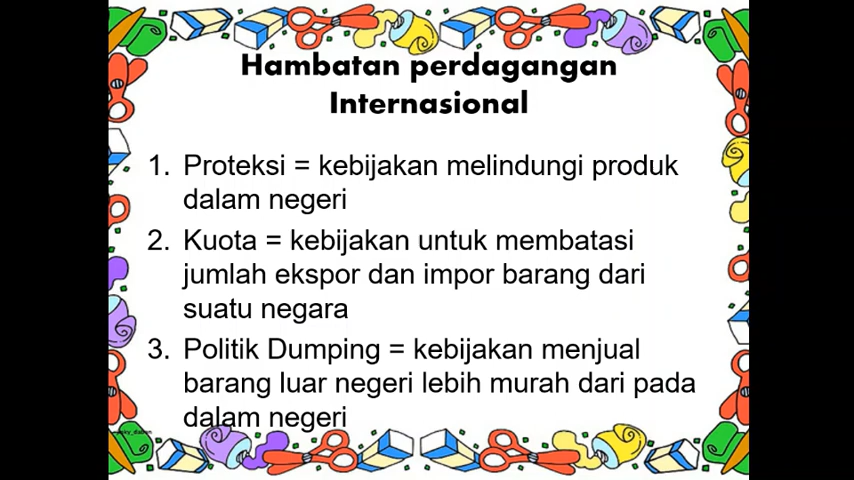 Hambatan perdagangan
Internasional
1. Proteksi = kebijakan melindungi produk
dalam negeri
2. Kuota = kebijakan untuk membatasi
jumlah ekspor dan impor barang dari
suatu negara
3. Politik Dumping = kebijakan menjual
barang luar negeri lebih murah dari pada
dalam negeri